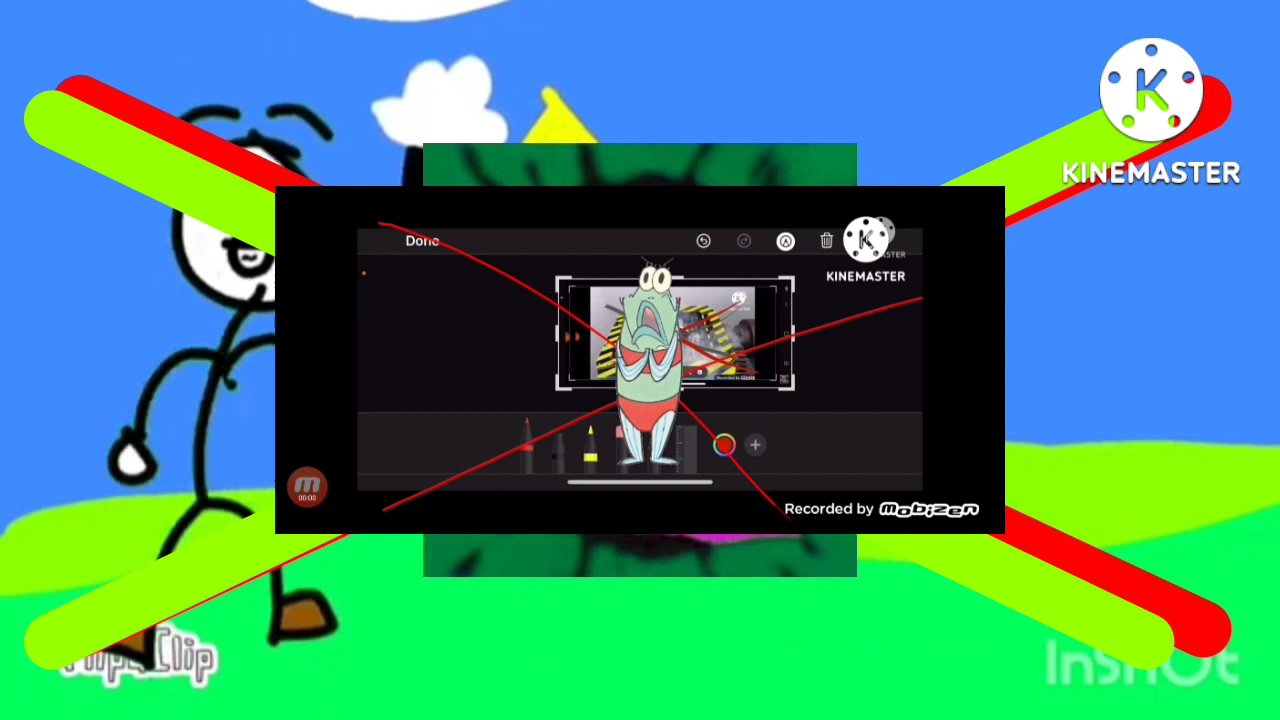 KINEMASTER
Done
KINEMASTER
00:00
Recorded by mobizen
InShOt